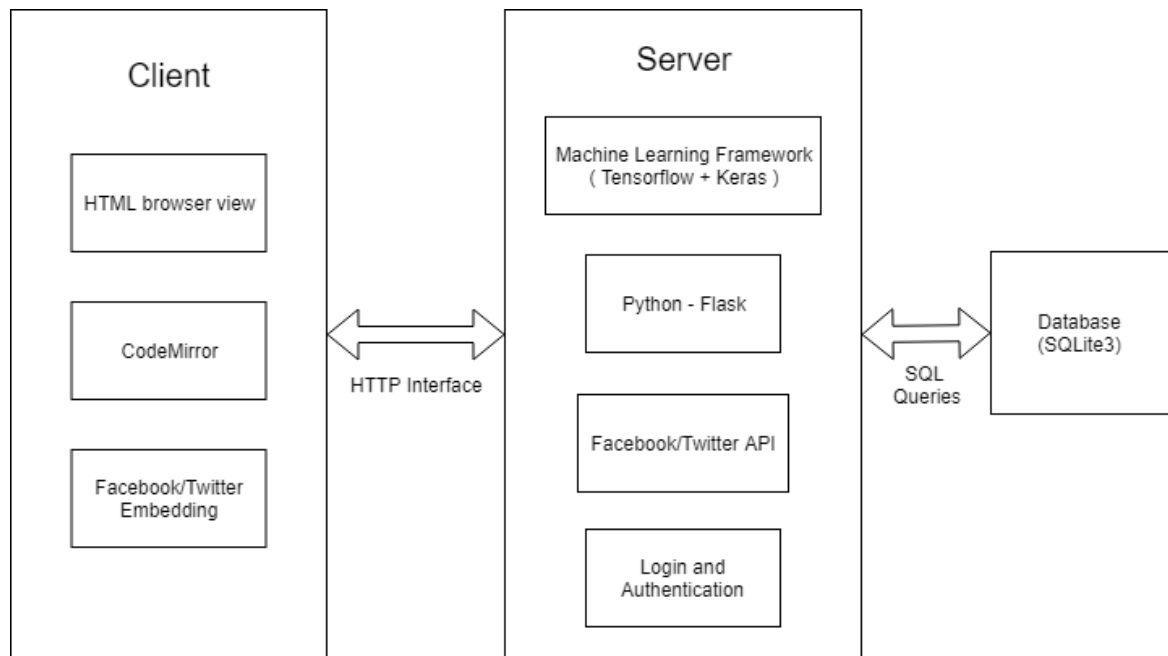 Client
HTML browser view
CodeMirror
Facebook/Twitter
Embedding
HTTP Interface
Server
Machine Learning Framework
( Tensorflow + Keras )
Python - Flask
Facebook/Twitter API
Login and
Authentication
SQL
Queries
Database
(SQLite3)